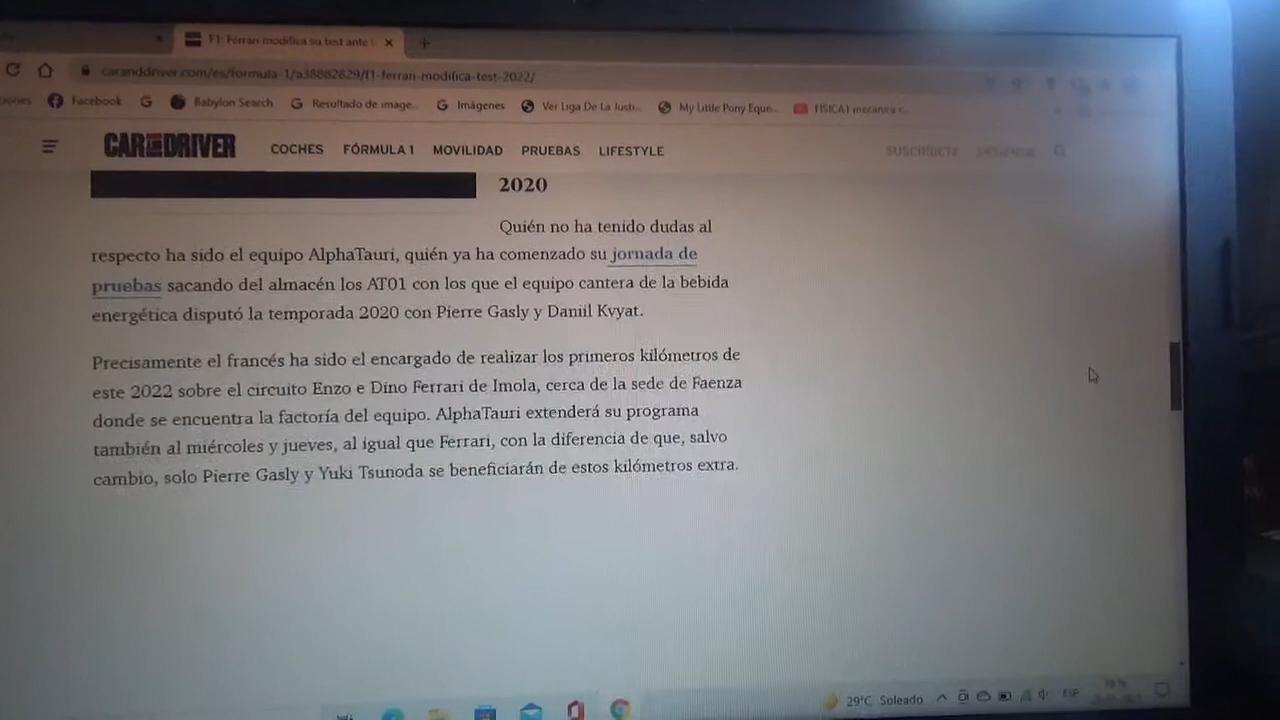 F1: Ferrari modifica su test ante
caranddriver.com/es/formula-1/a38882829/f1-ferrari-modifica-test-2022/
Facebook G Babylon Search Resultado de image... Imágenes Ver Liga De La Justi... My Little Pony Eque... FISICA I mecánica c...
CAR AND DRIVER COCHES FÓRMULA 1 MOVILIDAD PRUEBAS LIFESTYLE SUSCRÍBETE
2020
Quién no ha tenido dudas al
respecto ha sido el equipo AlphaTauri, quién ya ha comenzado su jornada de
pruebas sacando del almacén los AT01 con los que el equipo cantera de la bebida
energética disputó la temporada 2020 con Pierre Gasly y Daniil Kvyat.
Precisamente el francés ha sido el encargado de realizar los primeros kilómetros de
este 2022 sobre el circuito Enzo e Dino Ferrari de Imola, cerca de la sede de Faenza
donde se encuentra la factoría del equipo. AlphaTauri extenderá su programa
también al miércoles y jueves, al igual que Ferrari, con la diferencia de que, salvo
cambio, solo Pierre Gasly y Yuki Tsunoda se beneficiarán de estos kilómetros extra.
29°C Soleado ESP